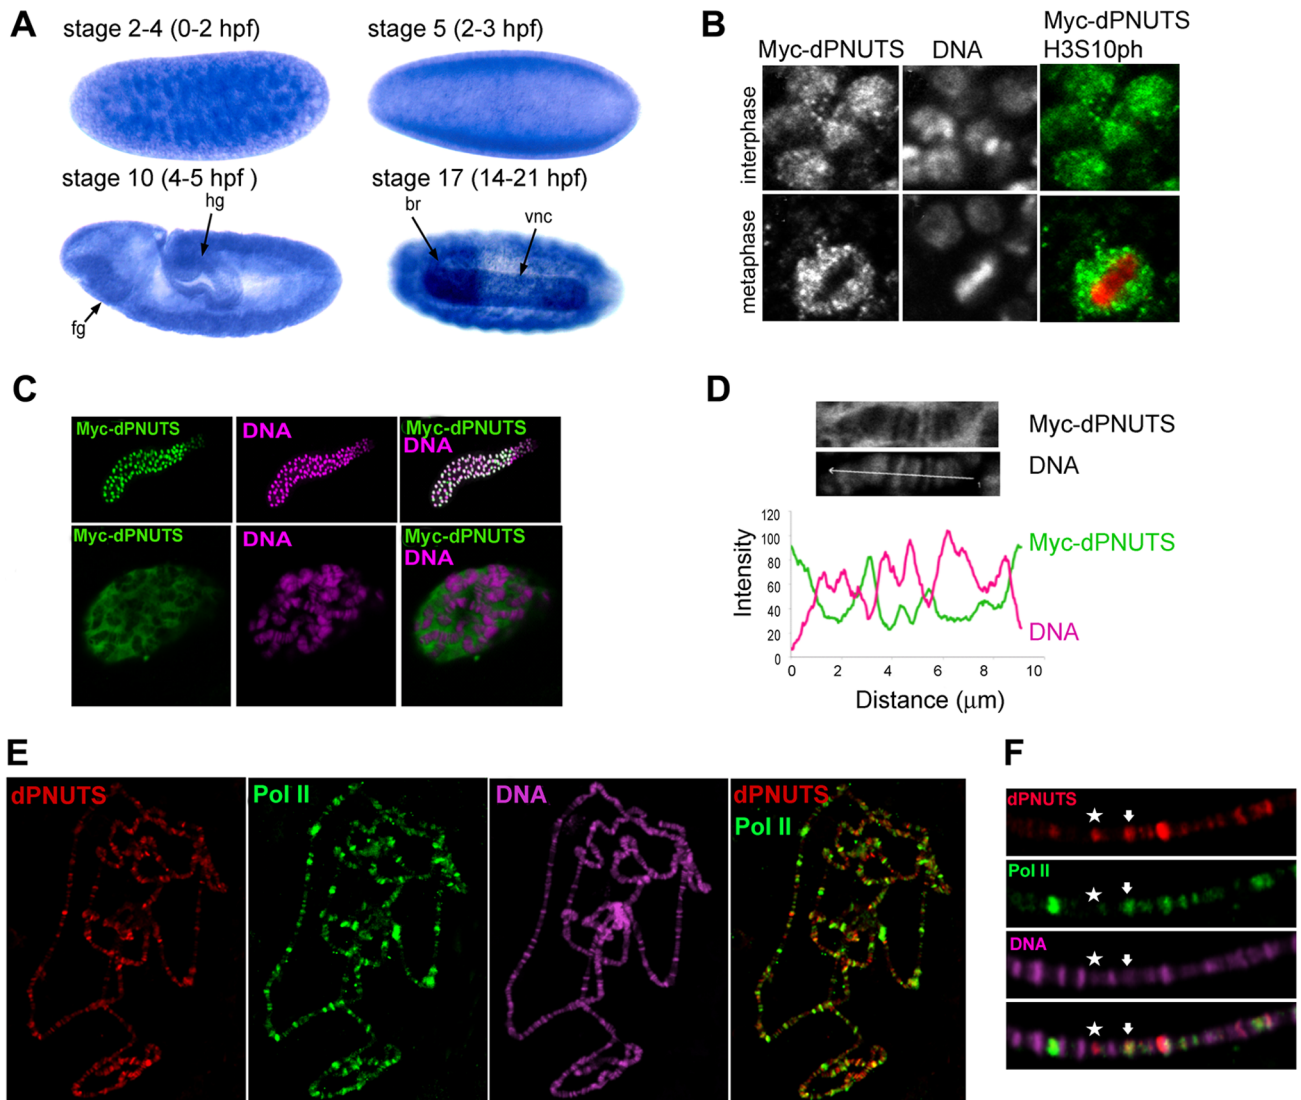 A
stage 2-4 (0-2 hpf)
stage 5 (2-3 hpf)
stage 10 (4-5 hpf )
hg
fg
stage 17 (14-21 hpf)
br
vnc
B
Myc-dPNUTS
DNA
Myc-dPNUTS
H3S10ph
interphase
metaphase
C
Myc-dPNUTS
DNA
Myc-dPNUTS
DNA
Myc-dPNUTS
DNA
Myc-dPNUTS
DNA
D
Myc-dPNUTS
DNA
1
Intensity
120
100
80
60
40
20
0
0 2 4 6 8 10
Distance (μm)
Myc-dPNUTS
DNA
E
dPNUTS
Pol II
DNA
dPNUTS
Pol II
F
dPNUTS
Pol II
DNA